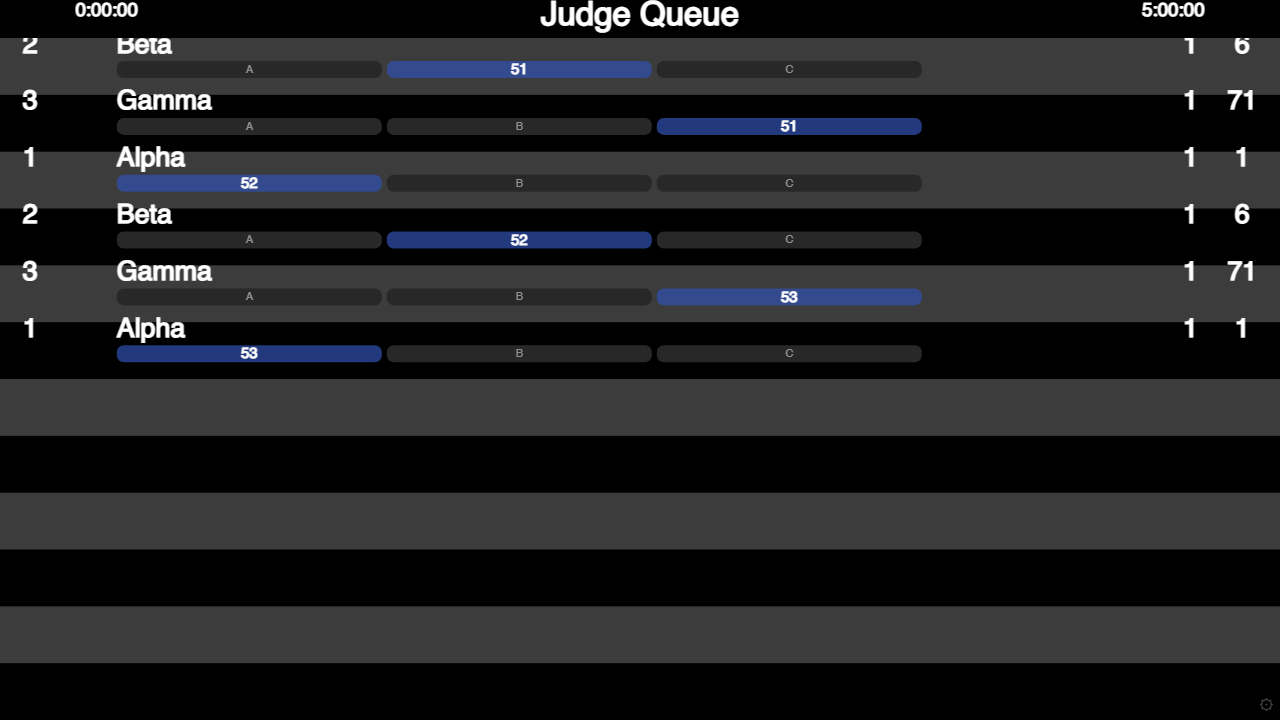 0:00:00 Judge Queue 5:00:00
2 Beta 1 6
A 51 C
3 Gamma 1 71
A B 51
1 Alpha 1 1
52 B C
2 Beta 1 6
A 52 C
3 Gamma 1 71
A B 53
1 Alpha 1 1
53 B C